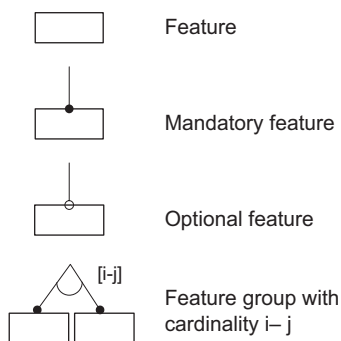 Feature
Mandatory feature
Optional feature
[i-j]
Feature group with
cardinality i– j